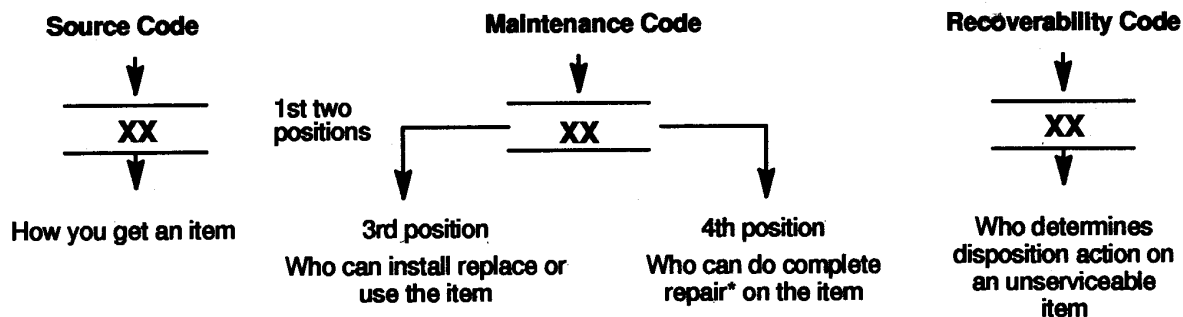 Source Code
XX
1st two
positions
How you get an item
Maintenance Code
XX
3rd position
Who can install replace or
use the item
4th position
Who can do complete
repair* on the item
Recoverability Code
XX
Who determines
disposition action on
an unserviceable
item